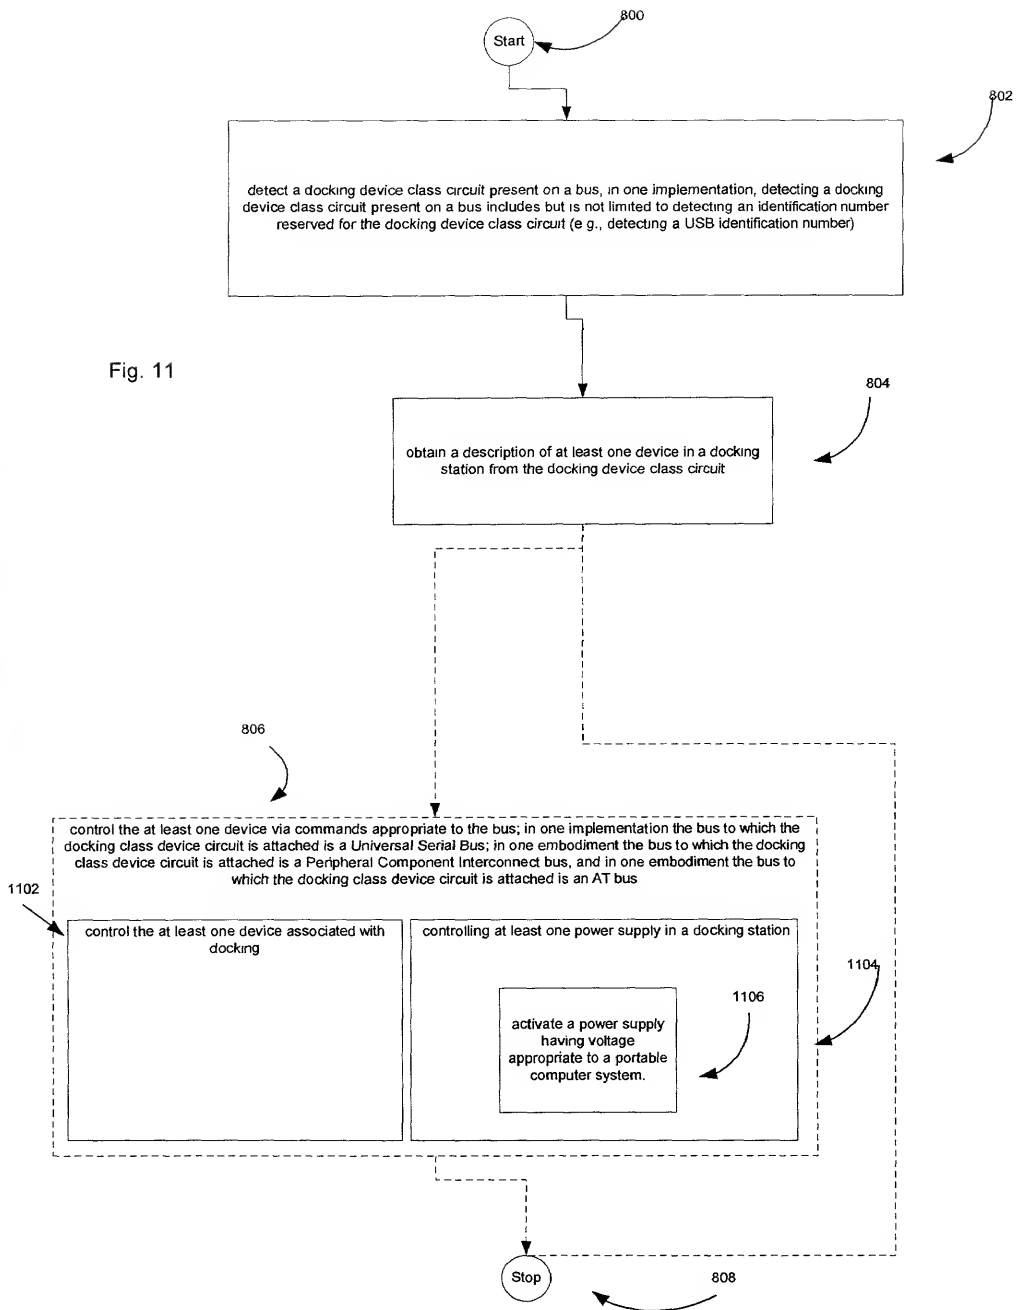 800
Start
802
detect a docking device class circuit present on a bus, in one implementation, detecting a docking
device class circuit present on a bus includes but is not limited to detecting an identification number
reserved for the docking device class circuit (e g., detecting a USB identification number)
Fig. 11
804
obtain a description of at least one device in a docking
station from the docking device class circuit
806
control the at least one device via commands appropriate to the bus; in one implementation the bus to which the
docking class device circuit is attached is a Universal Serial Bus; in one embodiment the bus to which the docking
class device circuit is attached is a Peripheral Component Interconnect bus, and in one embodiment the bus to
which the docking class device circuit is attached is an AT bus
1102
control the at least one device associated with
docking
controlling at least one power supply in a docking station
1104
1106
activate a power supply
having voltage
appropriate to a portable
computer system.
Stop
808